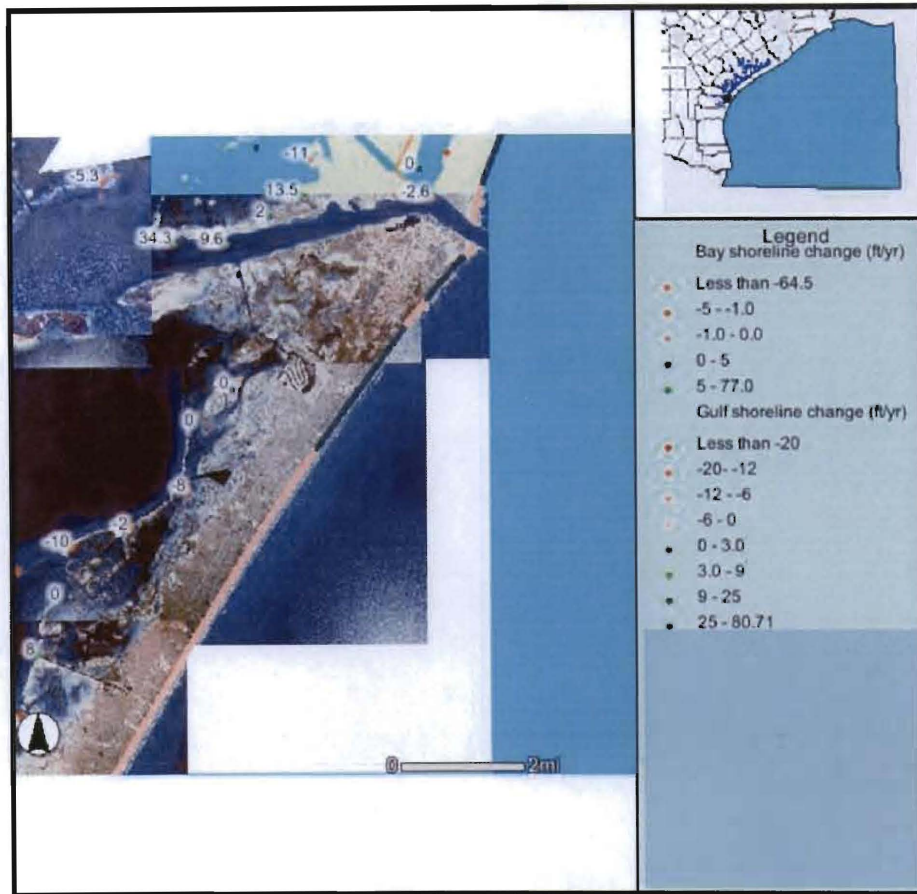 -11
0
-5.3
13.5
-2.6
2
34.3
9.6
0
1
0
-8
-2
-10
0
6
0 2mi
Legend
Bay shoreline change (ft/yr)
Less than -64.5
-5 - -1.0
-1.0 - 0.0
0 - 5
5 - 77.0
Gulf shoreline change (ft/yr)
Less than -20
-20- -12
-12 - -6
-6 - 0
0 - 3.0
3.0 - 9
9 - 25
25 - 80.71